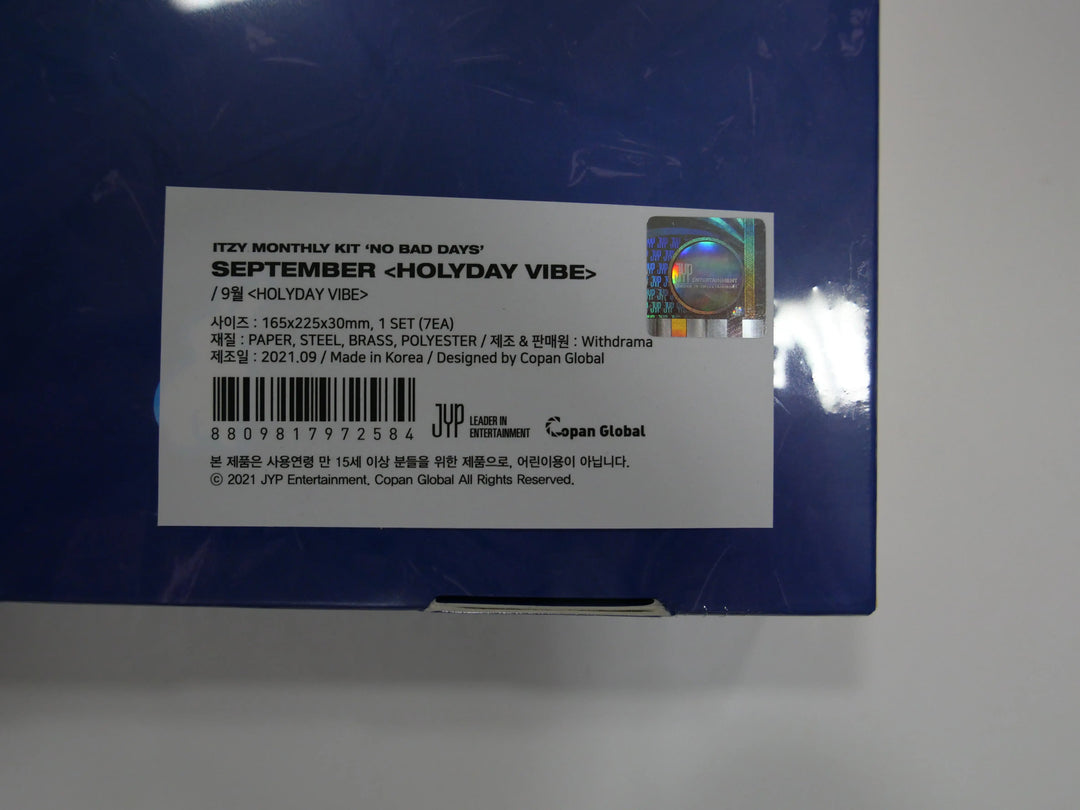 ITZY MONTHLY KIT ‘NO BAD DAYS’
SEPTEMBER <HOLYDAY VIBE>
/ 9월 <HOLYDAY VIBE>
사이즈 : 165x225x30mm, 1 SET (7EA)
재질 : PAPER, STEEL, BRASS, POLYESTER / 제조 & 판매원 : Withdrama
제조일 : 2021.09 / Made in Korea / Designed by Copan Global
8809817972584
JYP LEADER IN
ENTERTAINMENT
Copan Global
본 제품은 사용연령 만 15세 이상 분들을 위한 제품으로, 어린이용이 아닙니다.
© 2021 JYP Entertainment. Copan Global All Rights Reserved.
JYP
ENTERTAINMENT